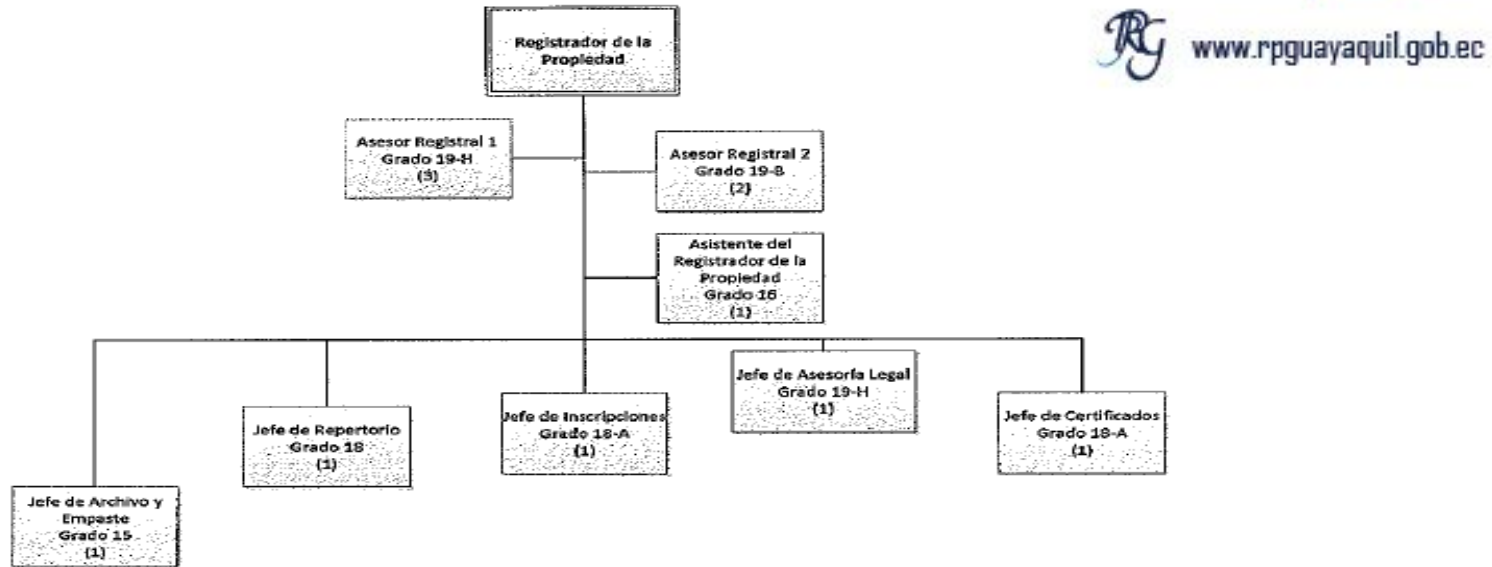 Registrador de la
Propiedad
www.rpguayaquil.gob.ec
Asesor Registral 1
Grado 19-H
(3)
Asesor Registral 2
Grado 19-B
(2)
Asistente del
Registrador de la
Propiedad
Grado 16
(1)
Jefe de Asesoría Legal
Grado 19-H
(1)
Jefe de Repertorio
Grado 18
(1)
Jefe de Inscripciones
Grado 18-A
(1)
Jefe de Certificados
Grado 18-A
(1)
Jefe de Archivo y
Empaste
Grado 15
(1)